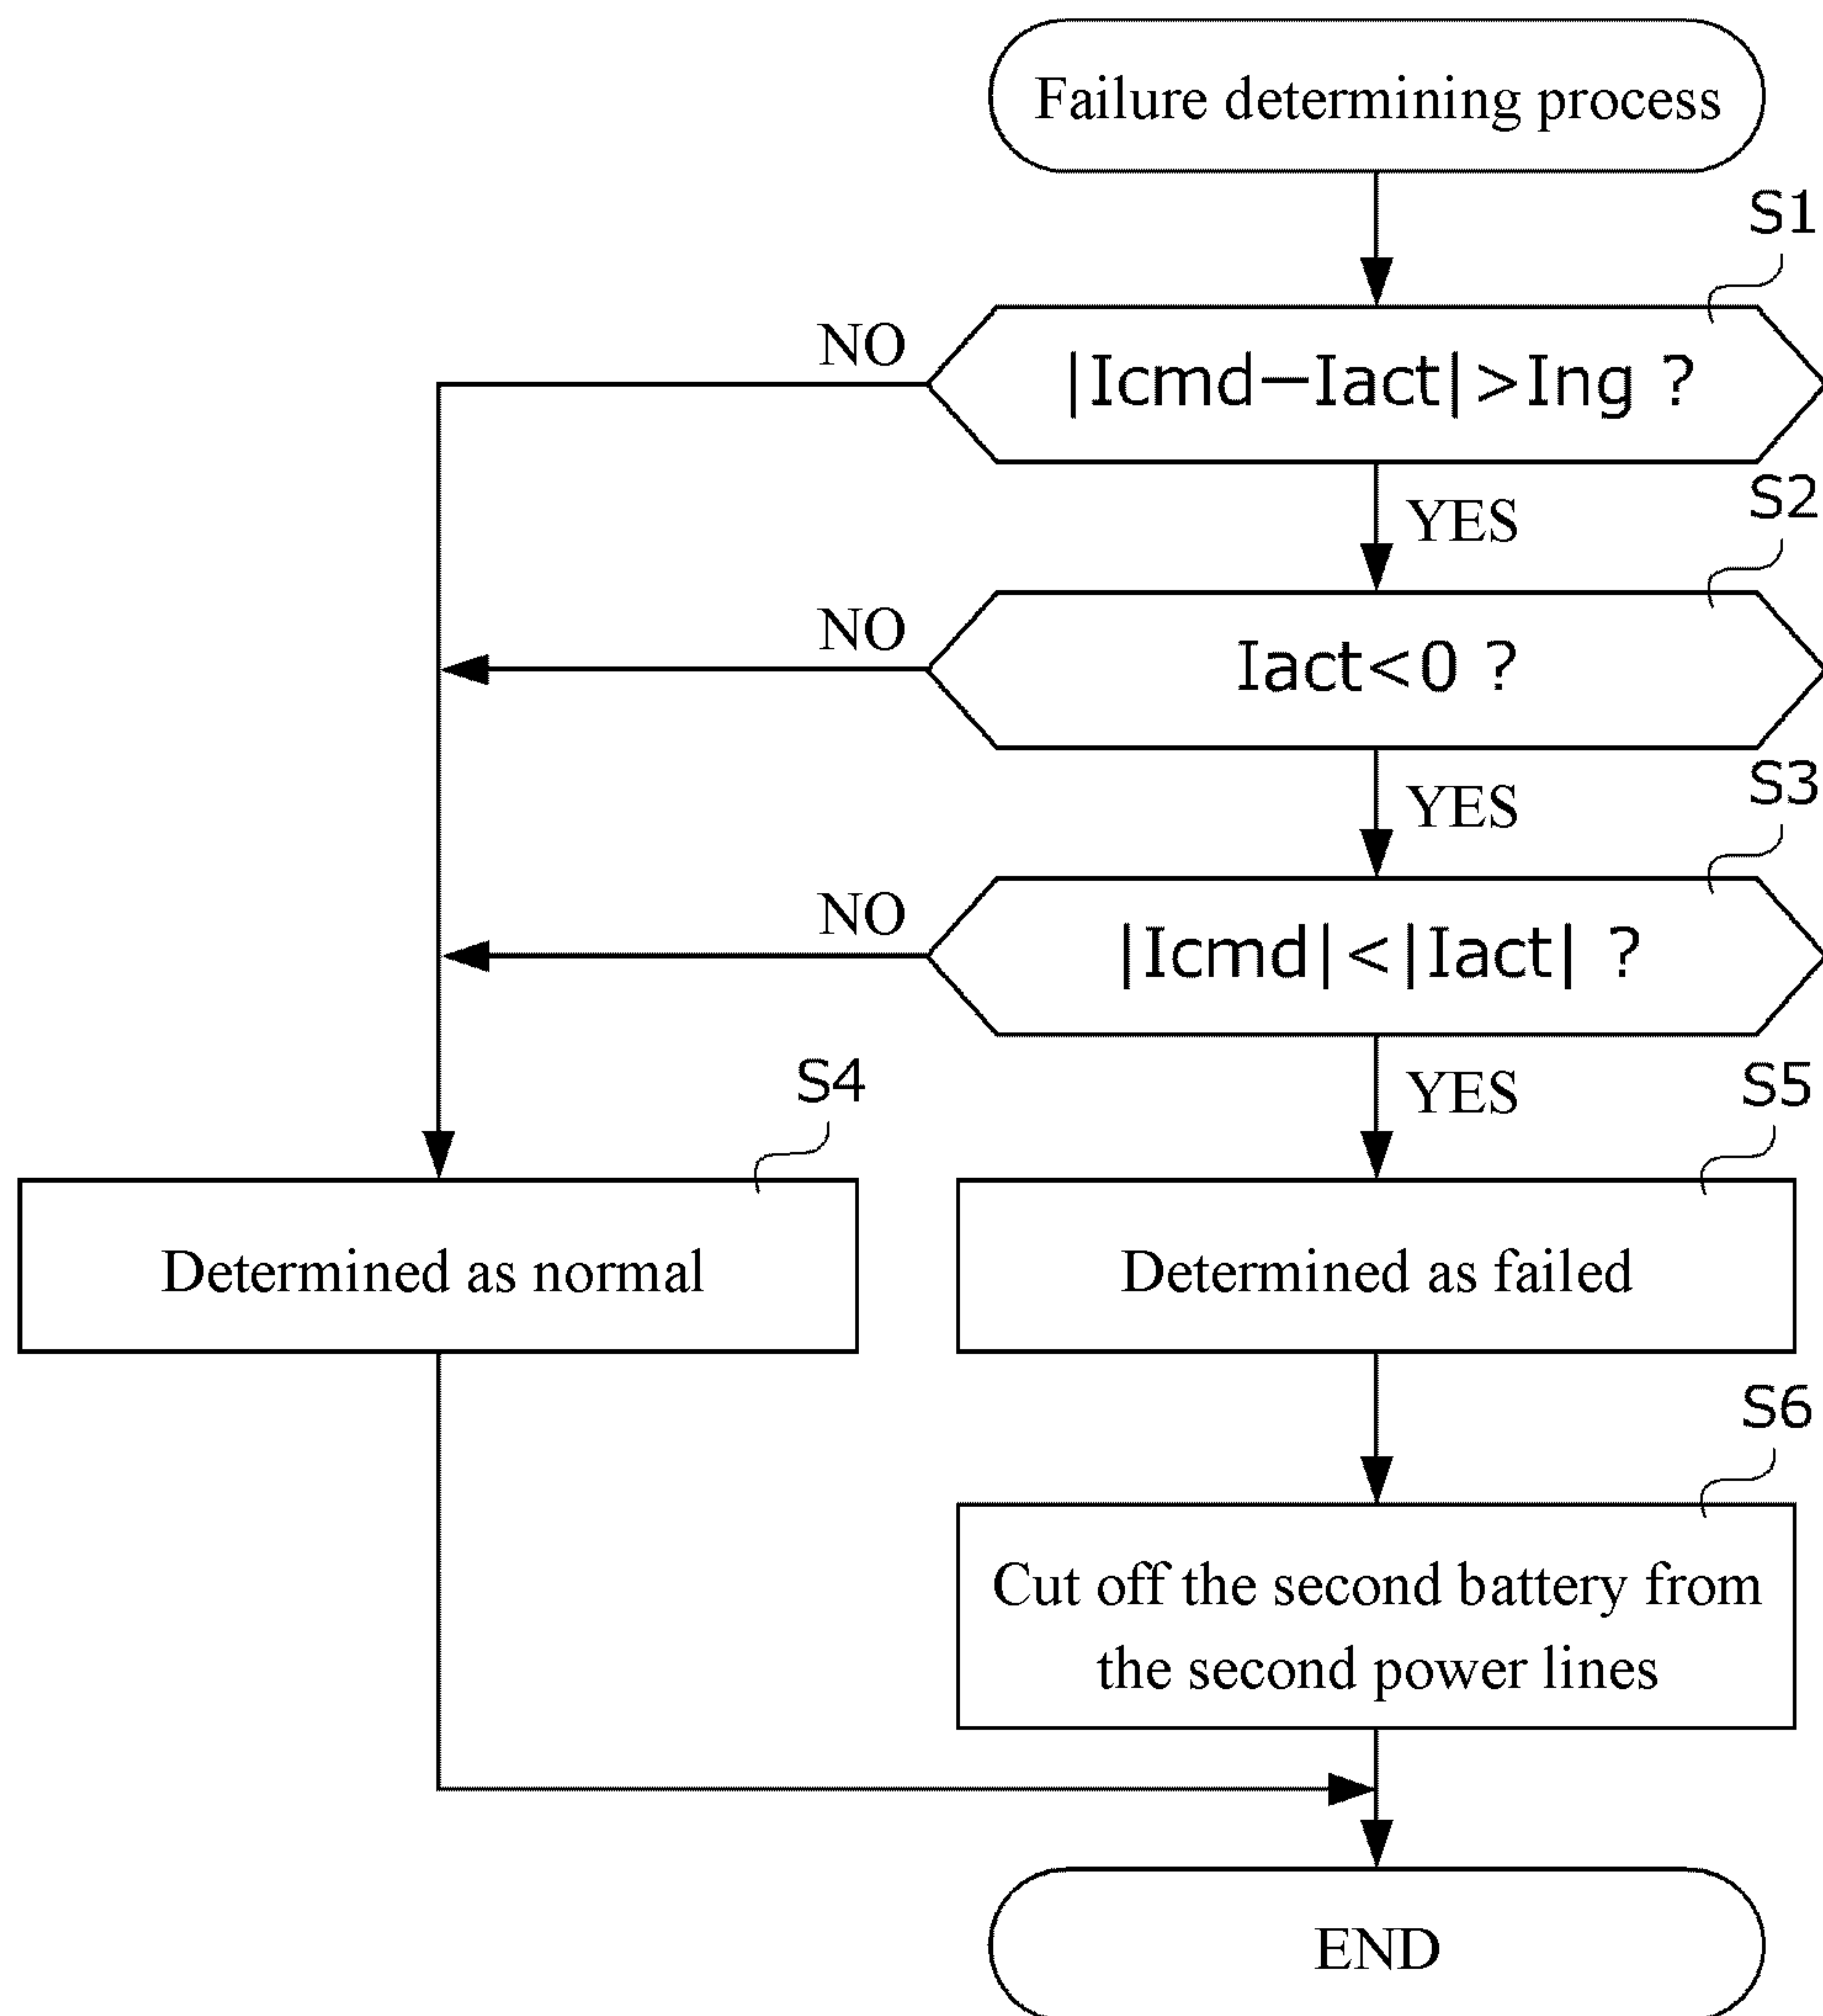 Failure determining process
S1
NO
|Icmd−Iact|>Ing ?
YES
S2
NO
Iact<0 ?
YES
S3
NO
|Icmd|<|Iact| ?
YES
S4
S5
Determined as normal
Determined as failed
S6
Cut off the second battery from
the second power lines
END